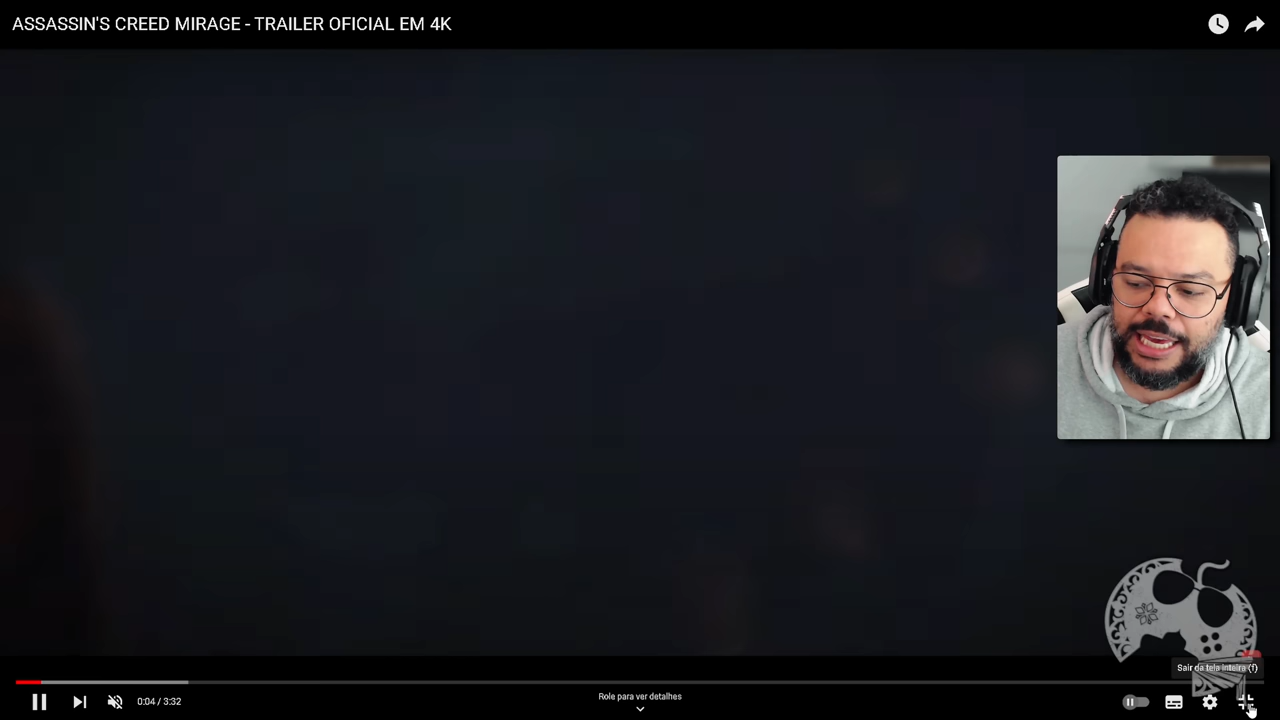 ASSASSIN'S CREED MIRAGE - TRAILER OFICIAL EM 4K
Sair da tela inteira (f)
Role para ver detalhes
0:04 / 3:32